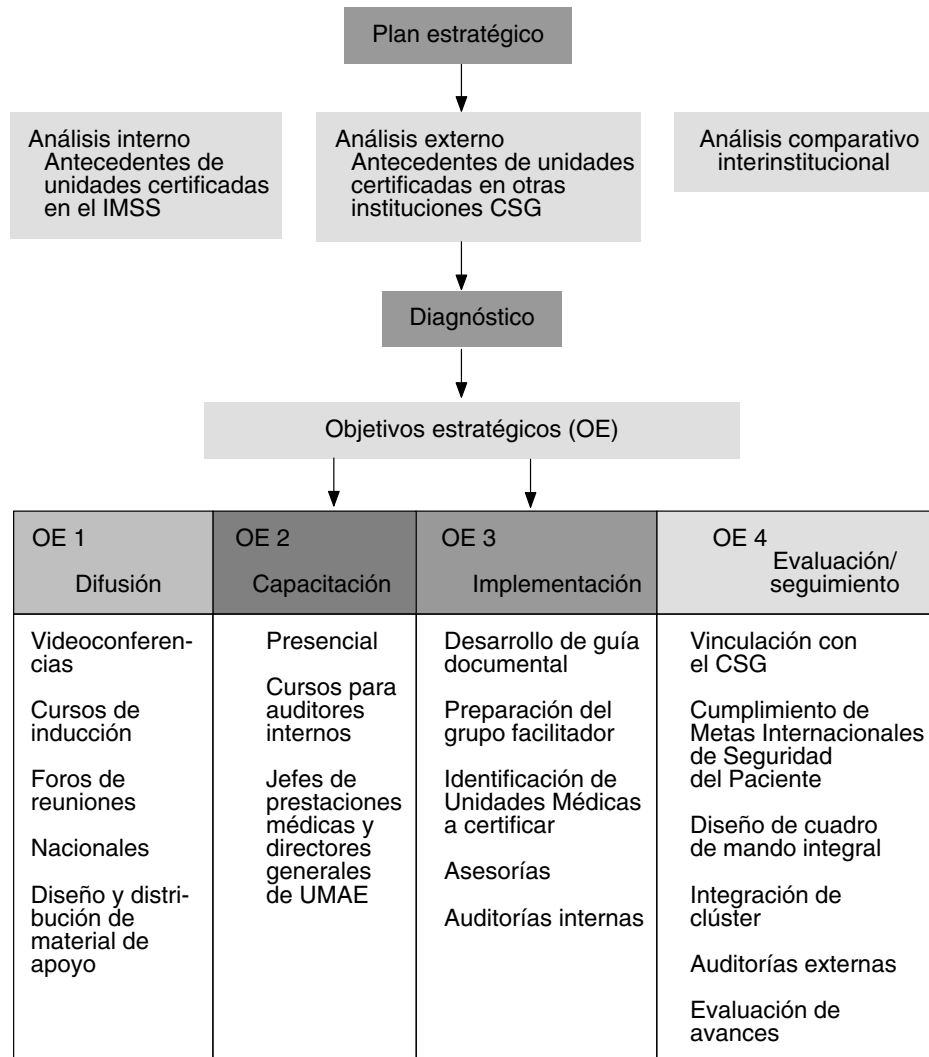 Plan estratégico
Análisis interno
Antecedentes de
unidades certificadas
en el IMSS
Análisis externo
Antecedentes de unidades
certificadas en otras
instituciones CSG
Análisis comparativo
interinstitucional
Diagnóstico
Objetivos estratégicos (OE)
OE 1
Difusión
OE 2
Capacitación
OE 3
Implementación
OE 4
Evaluación/
seguimiento
Videoconferen-
cias
Cursos de
inducción
Foros de
reuniones
Nacionales
Diseño y distri-
bución de
material de
apoyo
Presencial
Cursos para
auditores
internos
Jefes de
prestaciones
médicas y
directores
generales
de UMAE
Desarrollo de guía
documental
Preparación del
grupo facilitador
Identificación de
Unidades Médicas
a certificar
Asesorías
Auditorías internas
Vinculación con
el CSG
Cumplimiento de
Metas Internacionales
de Seguridad
del Paciente
Diseño de cuadro
de mando integral
Integración de
clúster
Auditorías externas
Evaluación de
avances